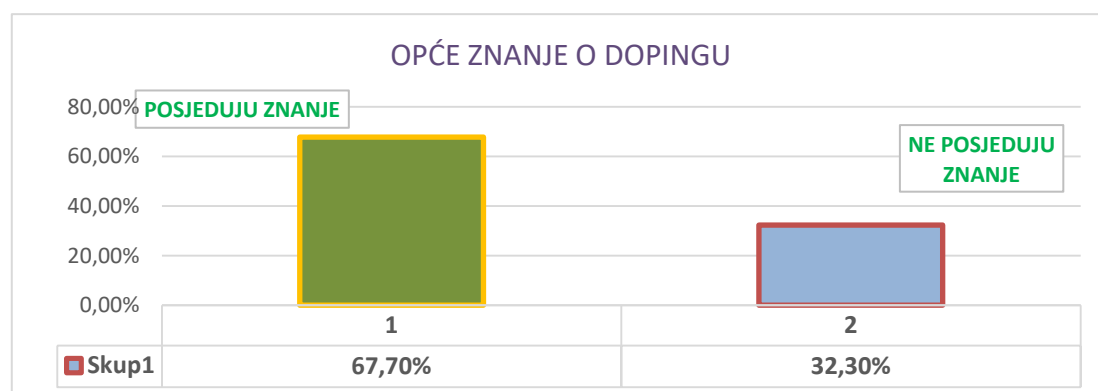 OPĆE ZNANJE O DOPINGU
80,00%
POSJEDUJU ZNANJE
60,00%
NE POSJEDUJU
ZNANJE
40,00%
20,00%
0,00%
1
2
Skup1
67,70%
32,30%